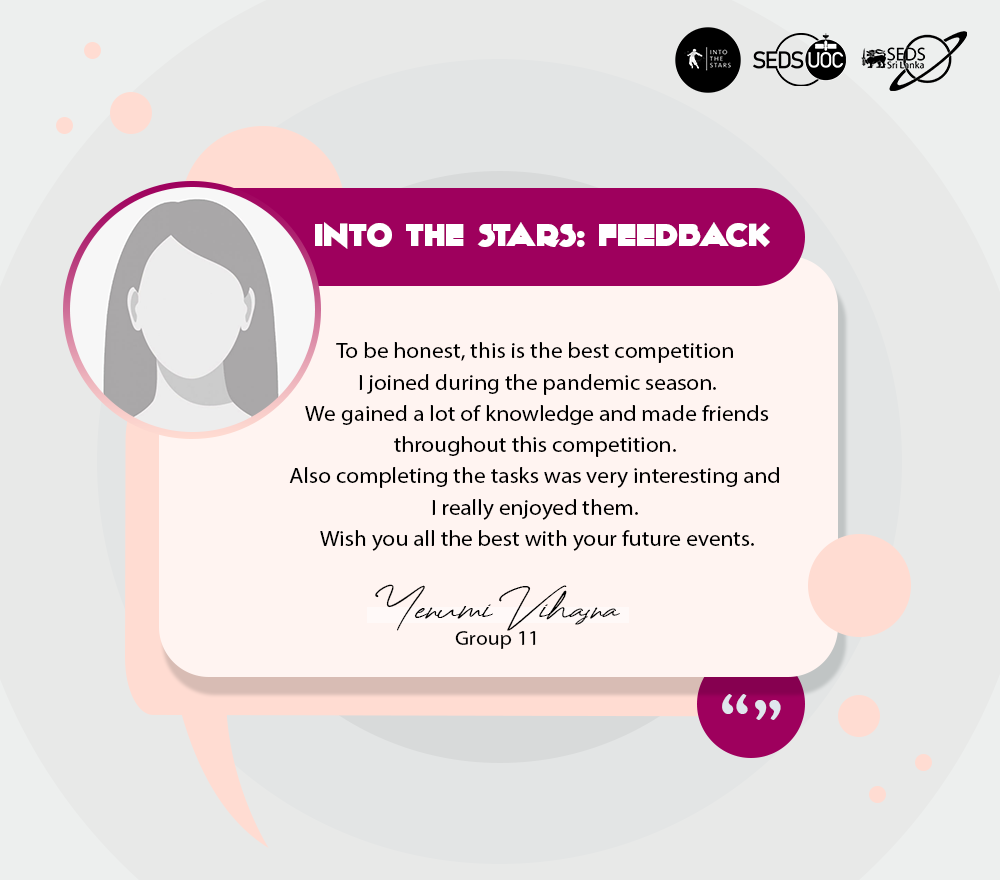 INTO
THE
STARS
SEDS UOC
SEDS
Sri Lanka
INTO THE STARS: FEEDBACK
To be honest, this is the best competition
I joined during the pandemic season.
We gained a lot of knowledge and made friends
throughout this competition.
Also completing the tasks was very interesting and
I really enjoyed them.
Wish you all the best with your future events.
Yenumi Vihasna
Group 11
“”